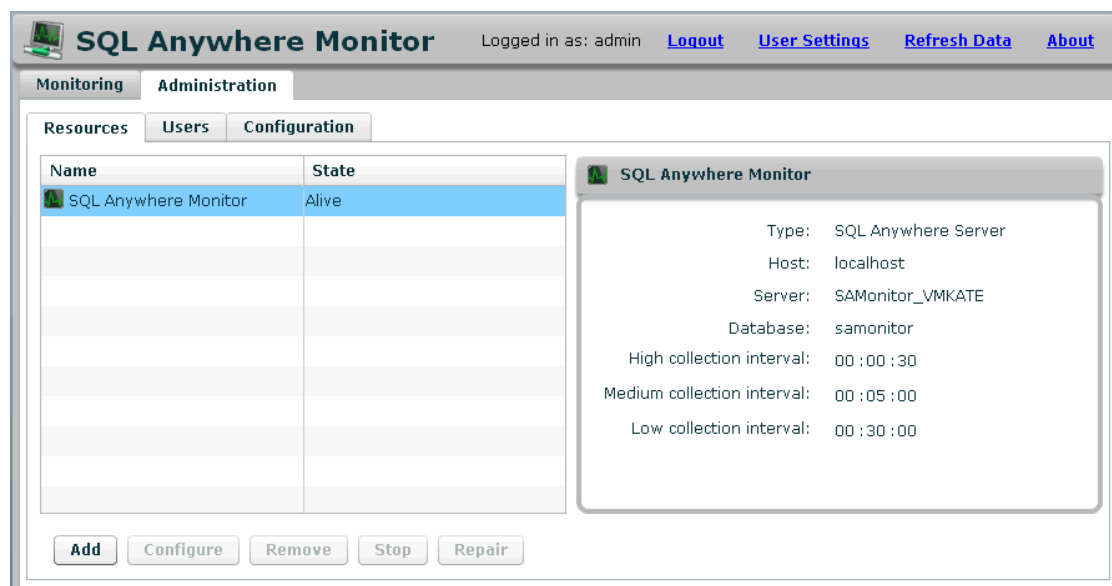 SQL Anywhere Monitor Logged in as: admin Logout User Settings Refresh Data About
Monitoring Administration
Resources Users Configuration
Name State
SQL Anywhere Monitor Alive
SQL Anywhere Monitor
Type: SQL Anywhere Server
Host: localhost
Server: SAMonitor_VMKATE
Database: samonitor
High collection interval: 00 :00 :30
Medium collection interval: 00 :05 :00
Low collection interval: 00 :30 :00
Add Configure Remove Stop Repair